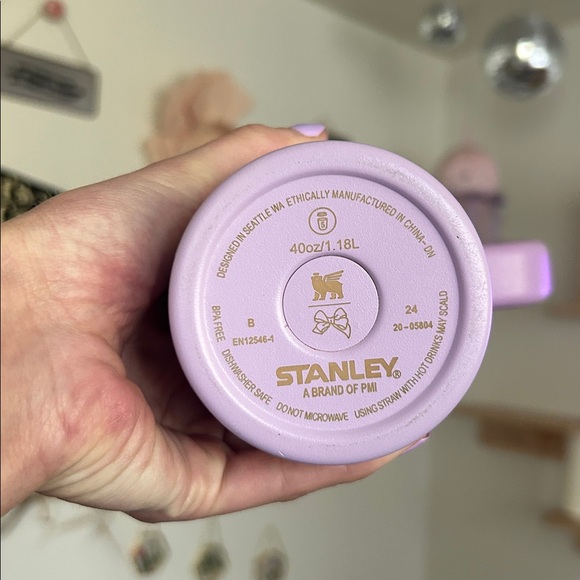 DESIGNED IN SEATTLE WA ETHICALLY MANUFACTURED IN CHINA-DN
40oz/1.18L
B
24
EN12546-1
20-05804
STANLEY®
A BRAND OF PMI
BPA FREE DISHWASHER SAFE DO NOT MICROWAVE USING STRAW WITH HOT DRINKS MAY SCALD